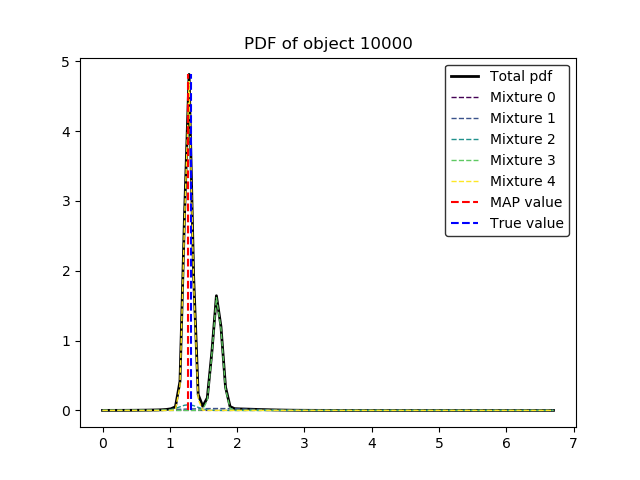 PDF of object 10000
5
4
3
2
1
0
0 1 2 3 4 5 6 7
Total pdf
Mixture 0
Mixture 1
Mixture 2
Mixture 3
Mixture 4
MAP value
True value